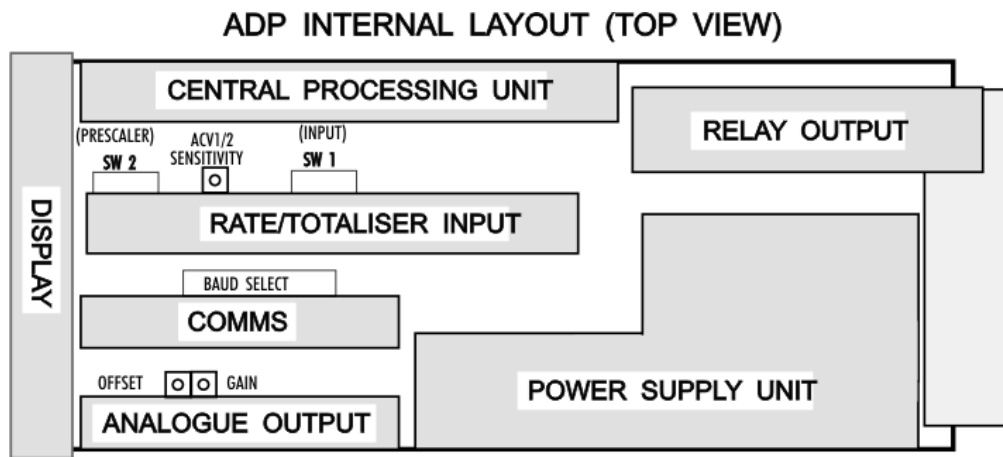 ADP INTERNAL LAYOUT (TOP VIEW)
CENTRAL PROCESSING UNIT
RELAY OUTPUT
(PRESCALER)
SW 2
ACV1/2
SENSITIVITY
(INPUT)
SW 1
RATE/TOTALISER INPUT
DISPLAY
BAUD SELECT
COMMS
OFFSET
GAIN
ANALOGUE OUTPUT
POWER SUPPLY UNIT